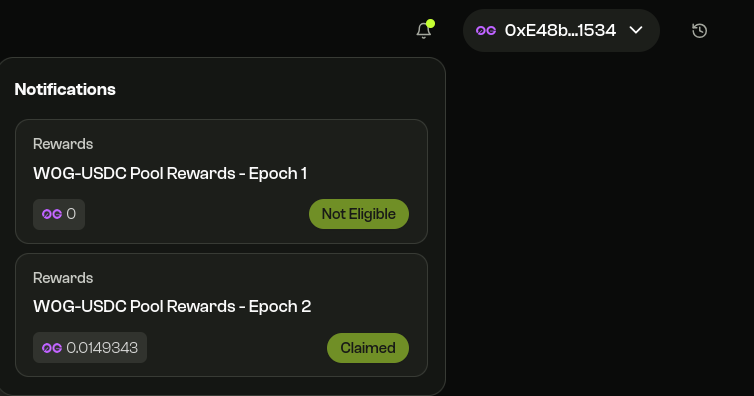 0xE48b...1534
Notifications
Rewards
W0G-USDC Pool Rewards - Epoch 1
0
Not Eligible
Rewards
W0G-USDC Pool Rewards - Epoch 2
0.0149343
Claimed